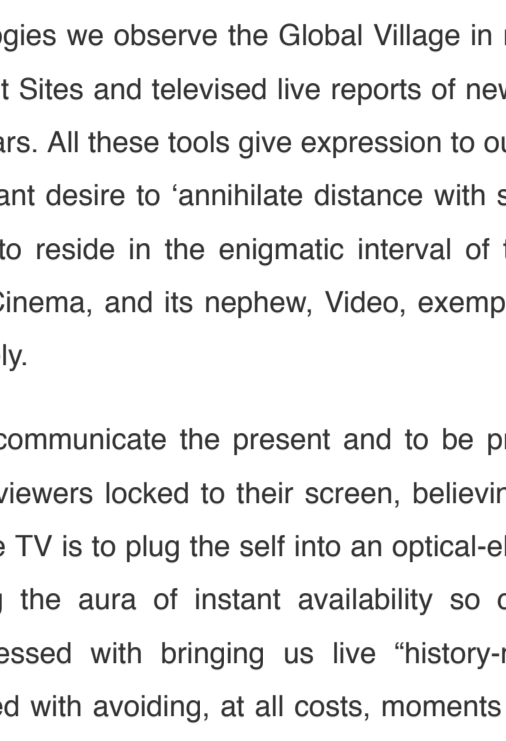 ogies we observe the Global Village in
t Sites and televised live reports of new
ars. All these tools give expression to ou
ant desire to ‘annihilate distance with s
to reside in the enigmatic interval of
Cinema, and its nephew, Video, exemp
ly.
communicate the present and to be pr
viewers locked to their screen, believin
e TV is to plug the self into an optical-el
g the aura of instant availability so
essed with bringing us live “history-
ed with avoiding, at all costs, moments